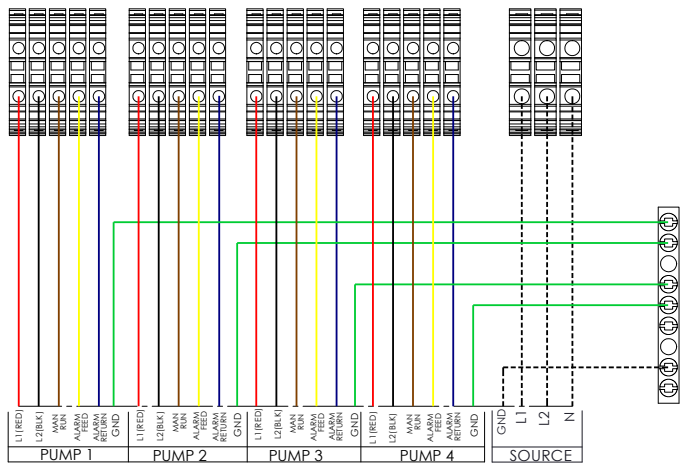 L1(RED)
L2(BLK)
MAN
RUN
ALARM
FEED
ALARM
RETURN
GND
L1(RED)
L2(BLK)
MAN
RUN
ALARM
FEED
ALARM
RETURN
GND
L1(RED)
L2(BLK)
MAN
RUN
ALARM
FEED
ALARM
RETURN
GND
L1(RED)
L2(BLK)
MAN
RUN
ALARM
FEED
ALARM
RETURN
GND
GND
L1
L2
N
PUMP 1
PUMP 2
PUMP 3
PUMP 4
SOURCE